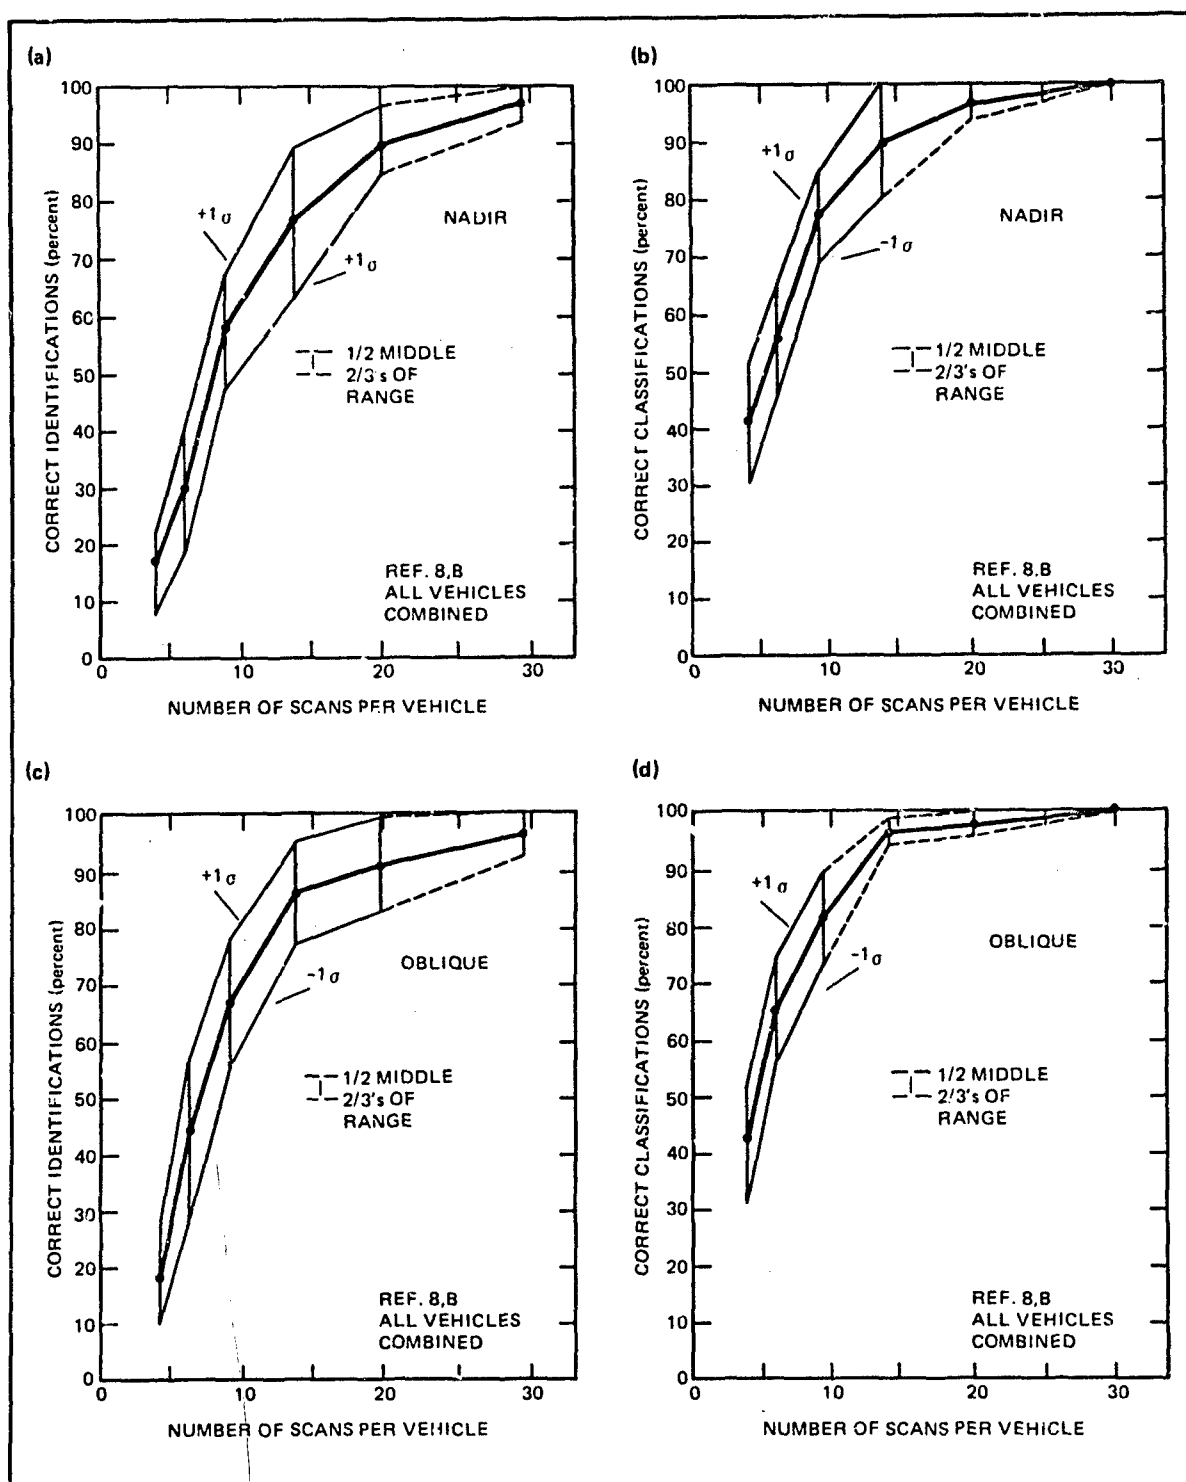 (a)
CORRECT IDENTIFICATIONS (percent)
100
90
80
70
60
50
40
30
20
10
0
+1σ
NADIR
+1σ
1/2 MIDDLE
2/3's OF
RANGE
REF. 8,B
ALL VEHICLES
COMBINED
0 10 20 30
NUMBER OF SCANS PER VEHICLE
(b)
CORRECT CLASSIFICATIONS (percent)
100
90
80
70
60
50
40
30
20
10
0
+1σ
NADIR
-1σ
1/2 MIDDLE
2/3's OF
RANGE
REF. 8,B
ALL VEHICLES
COMBINED
0 10 20 30
NUMBER OF SCANS PER VEHICLE
(c)
CORRECT IDENTIFICATIONS (percent)
100
90
80
70
60
50
40
30
20
10
0
+1σ
OBLIQUE
-1σ
1/2 MIDDLE
2/3's OF
RANGE
REF. 8,B
ALL VEHICLES
COMBINED
0 10 20 30
NUMBER OF SCANS PER VEHICLE
(d)
CORRECT CLASSIFICATIONS (percent)
100
90
80
70
60
50
40
30
20
10
0
+1σ
OBLIQUE
-1σ
1/2 MIDDLE
2/3's OF
RANGE
REF. 8,B
ALL VEHICLES
COMBINED
0 10 20 30
NUMBER OF SCANS PER VEHICLE